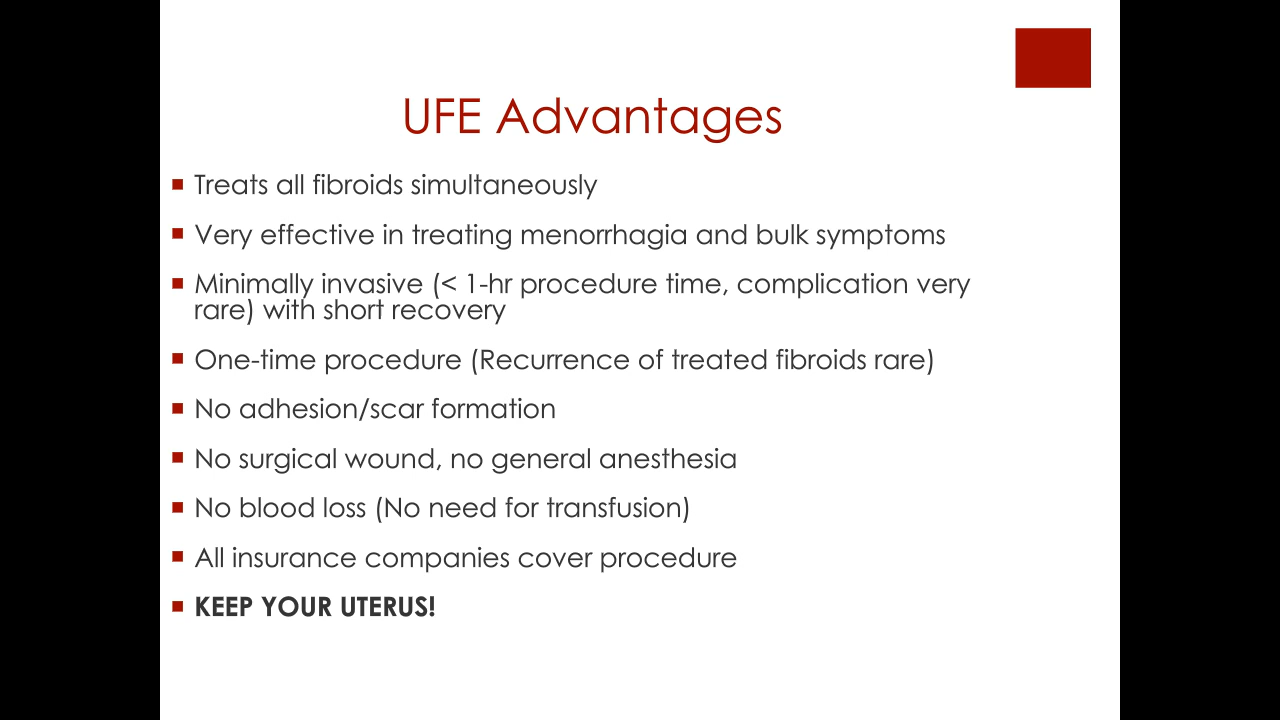 UFE Advantages
Treats all fibroids simultaneously
Very effective in treating menorrhagia and bulk symptoms
Minimally invasive (< 1-hr procedure time, complication very
rare) with short recovery
One-time procedure (Recurrence of treated fibroids rare)
No adhesion/scar formation
No surgical wound, no general anesthesia
No blood loss (No need for transfusion)
All insurance companies cover procedure
KEEP YOUR UTERUS!